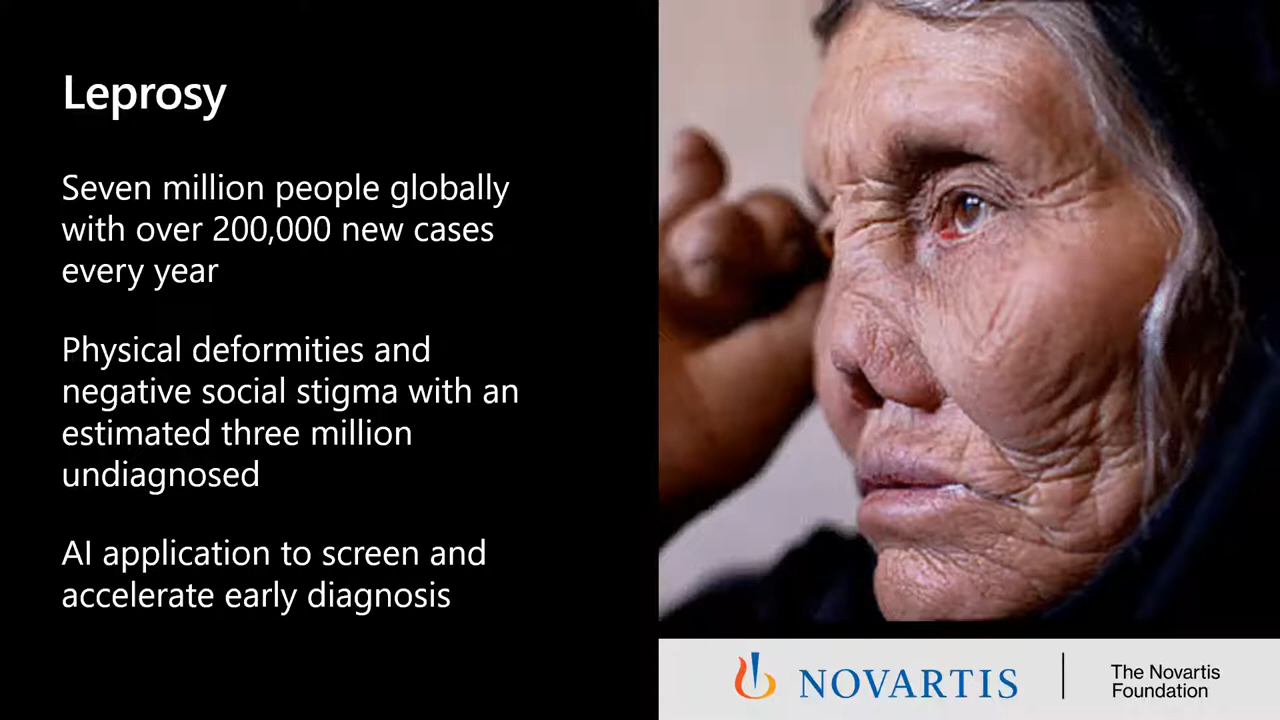 Leprosy
Seven million people globally
with over 200,000 new cases
every year
Physical deformities and
negative social stigma with an
estimated three million
undiagnosed
AI application to screen and
accelerate early diagnosis
NOVARTIS
The Novartis
Foundation